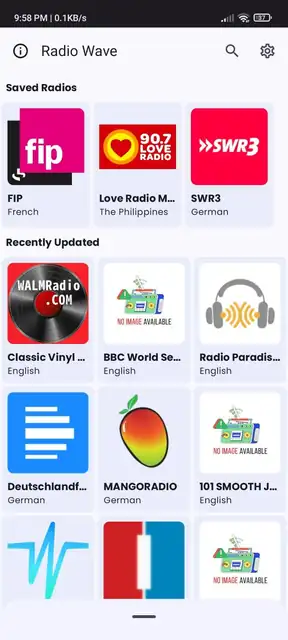 9:58 PM | 0.1KB/s
97
Radio Wave
Saved Radios
fip
90.7
LOVE
RADIO
SWR3
FIP
Love Radio M...
SWR3
French
The Philippines
German
Recently Updated
WALMRadio
.COM
NO IMAGE AVAILABLE
Classic Vinyl ...
BBC World Se...
Radio Paradis...
English
English
English
NO IMAGE AVAILABLE
Deutschlandf...
MANGORADIO
101 SMOOTH J...
German
German
English
NO IMAGE AVAILABLE